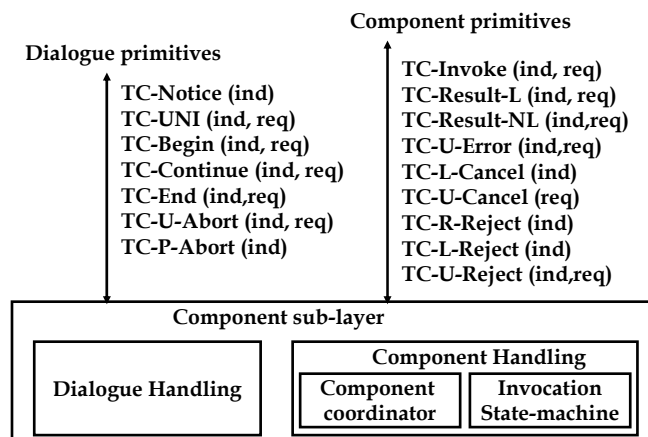 Dialogue primitives
TC-Notice (ind)
TC-UNI (ind, req)
TC-Begin (ind, req)
TC-Continue (ind, req)
TC-End (ind,req)
TC-U-Abort (ind, req)
TC-P-Abort (ind)
Component primitives
TC-Invoke (ind, req)
TC-Result-L (ind, req)
TC-Result-NL (ind,req)
TC-U-Error (ind,req)
TC-L-Cancel (ind)
TC-U-Cancel (req)
TC-R-Reject (ind)
TC-L-Reject (ind)
TC-U-Reject (ind,req)
Component sub-layer
Dialogue Handling
Component Handling
Component
coordinator
Invocation
State-machine